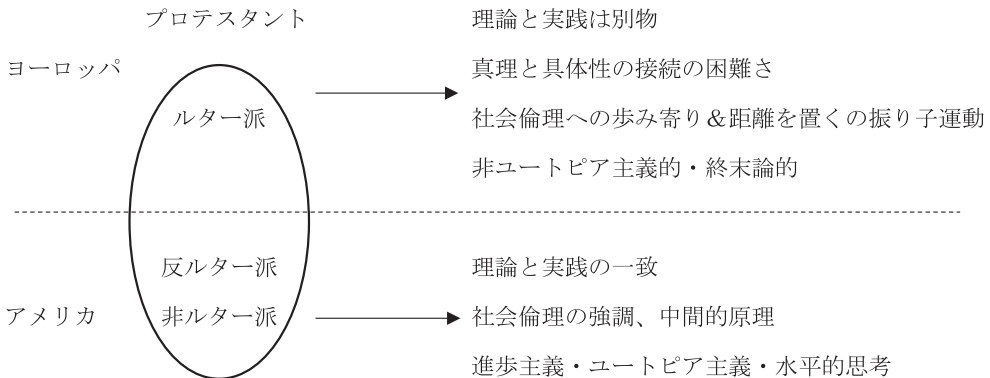 プロテスタント 理論と実践は別物
ヨーロッパ 真理と具体性の接続の困難さ
ルター派 社会倫理への歩み寄り&距離を置くの振り子運動
非ユートピア主義的・終末論的
反ルター派 理論と実践の一致
アメリカ 非ルター派 社会倫理の強調、中間的原理
進歩主義・ユートピア主義・水平的思考